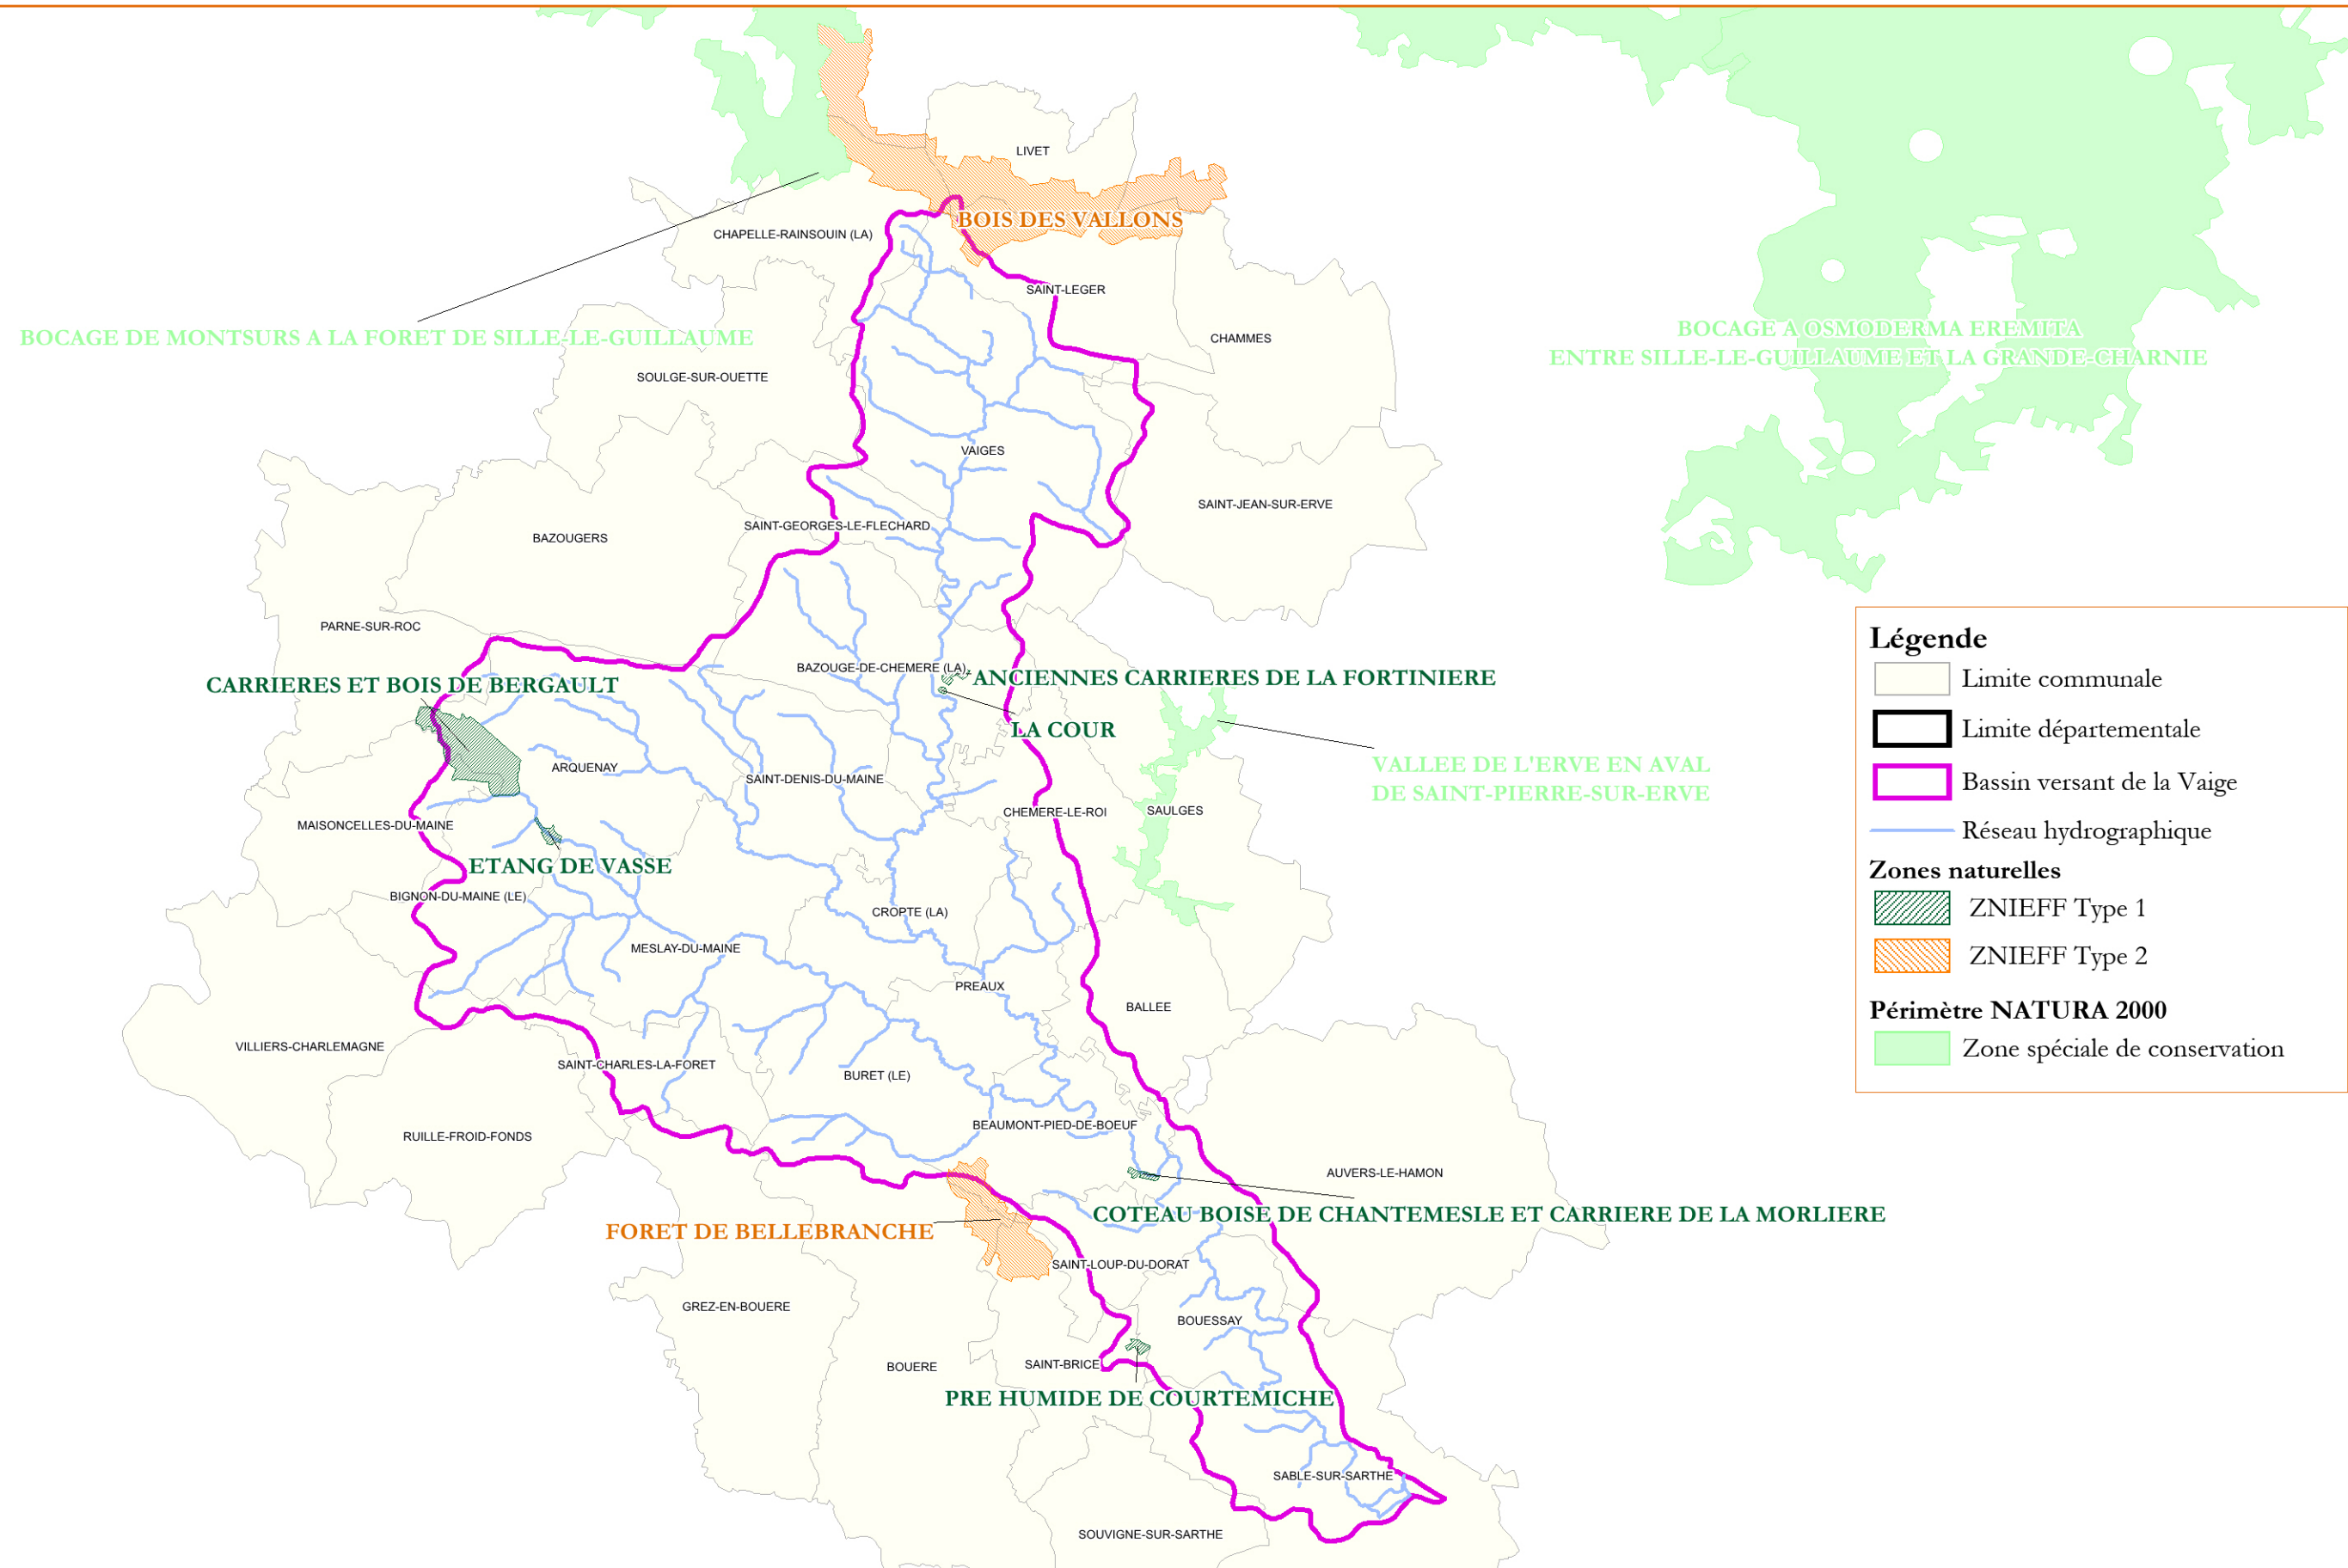 LIVET
BOIS DES VALLONS
CHAPELLE-RAINSOUIN (LA)
SAINT-LEGER
BOCAGE DE MONTSURS A LA FORET DE SILLE-LE-GUILLAUME
CHAMMES
BOCAGE A OSMODERMA EREMITA
ENTRE SILLE-LE-GUILLAUME ET LA GRANDE-CHARNIE
SOULGE-SUR-OUETTE
VAIGES
SAINT-JEAN-SUR-ERVE
SAINT-GEORGES-LE-FLECHARD
BAZOUGERS
PARNE-SUR-ROC
BAZOUGE-DE-CHEMERE (LA)
ANCIENNES CARRIERES DE LA FORTINIERE
CARRIERES ET BOIS DE BERGAULT
LA COUR
VALLEE DE L'ERVE EN AVAL
DE SAINT-PIERRE-SUR-ERVE
ARQUENAY
SAINT-DENIS-DU-MAINE
CHEMERE-LE-ROI
SAULGES
MAISONCELLES-DU-MAINE
ETANG DE VASSE
BIGNON-DU-MAINE (LE)
CROPTE (LA)
MESLAY-DU-MAINE
PREAUX
BALLEE
VILLIERS-CHARLEMAGNE
SAINT-CHARLES-LA-FORET
BURET (LE)
BEAUMONT-PIED-DE-BOEUF
RUILLE-FROID-FONDS
AUVERS-LE-HAMON
COTEAU BOISE DE CHANTEMESLE ET CARRIERE DE LA MORLIERE
FORET DE BELLEBRANCHE
SAINT-LOUP-DU-DORAT
GREZ-EN-BOUERE
BOUESSAY
BOUERE
SAINT-BRICE
PRE HUMIDE DE COURTEMICHE
SABLE-SUR-SARTHE
SOUVIGNE-SUR-SARTHE
Légende
Limite communale
Limite départementale
Bassin versant de la Vaige
Réseau hydrographique
Zones naturelles
ZNIEFF Type 1
ZNIEFF Type 2
Périmètre NATURA 2000
Zone spéciale de conservation